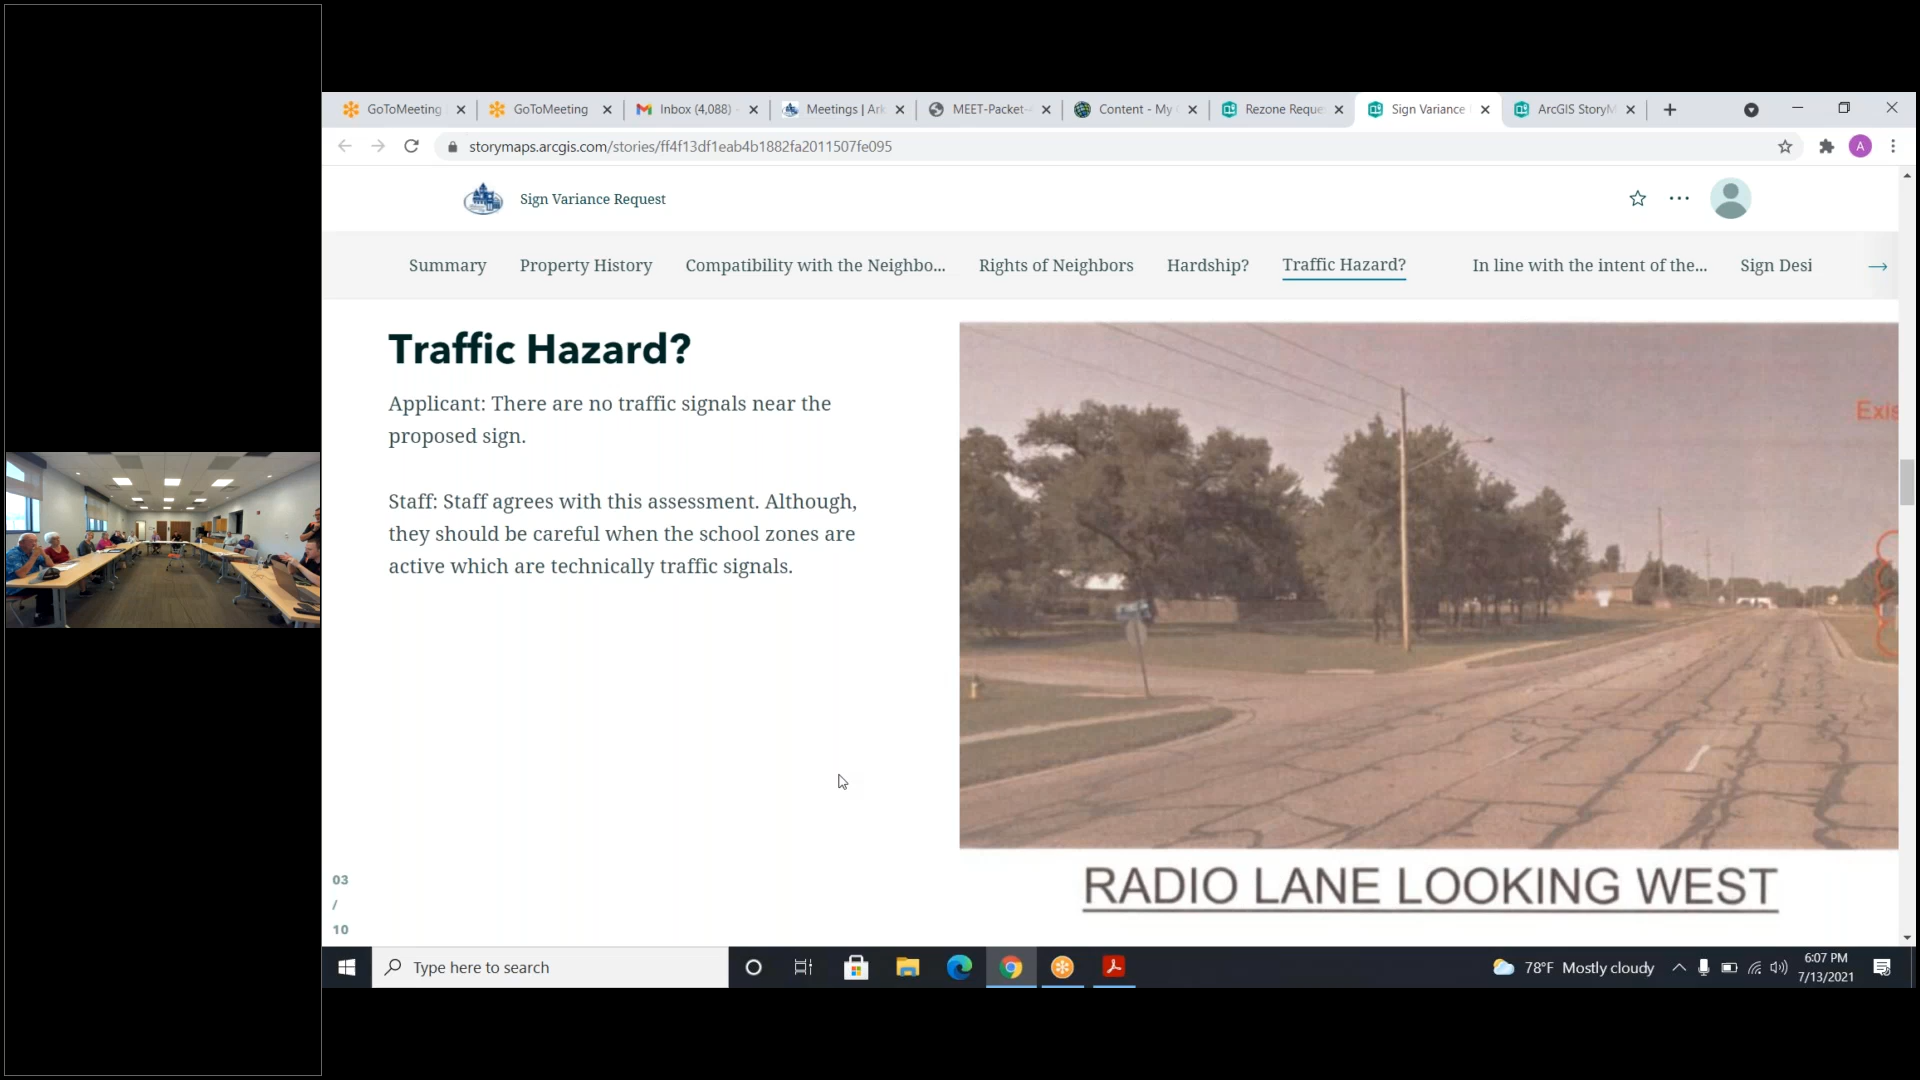 GoToMeeting
GoToMeeting
Inbox (4,088)
Meetings | Ark
MEET-Packet-
Content - My
Rezone Reque
Sign Variance
ArcGIS StoryM
storymaps.arcgis.com/stories/ff4f13df1eab4b1882fa2011507fe095
A
Sign Variance Request
Summary
Property History
Compatibility with the Neighbo...
Rights of Neighbors
Hardship?
Traffic Hazard?
In line with the intent of the...
Sign Desi
Traffic Hazard?
Applicant: There are no traffic signals near the
proposed sign.
Staff: Staff agrees with this assessment. Although,
they should be careful when the school zones are
active which are technically traffic signals.
Exis
RADIO LANE LOOKING WEST
03
/
10
Type here to search
78°F Mostly cloudy
6:07 PM
7/13/2021